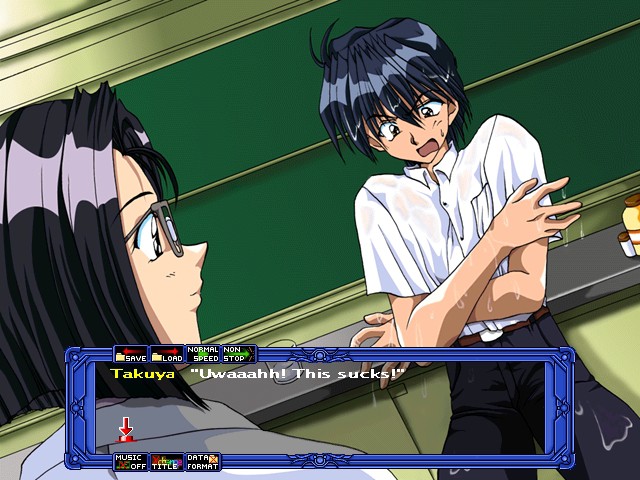 SAVE
LOAD
NORMAL SPEED
NON STOP
Takuya "Uwaaahh! This sucks!"
MUSIC OFF
TITLE
DATA FORMAT